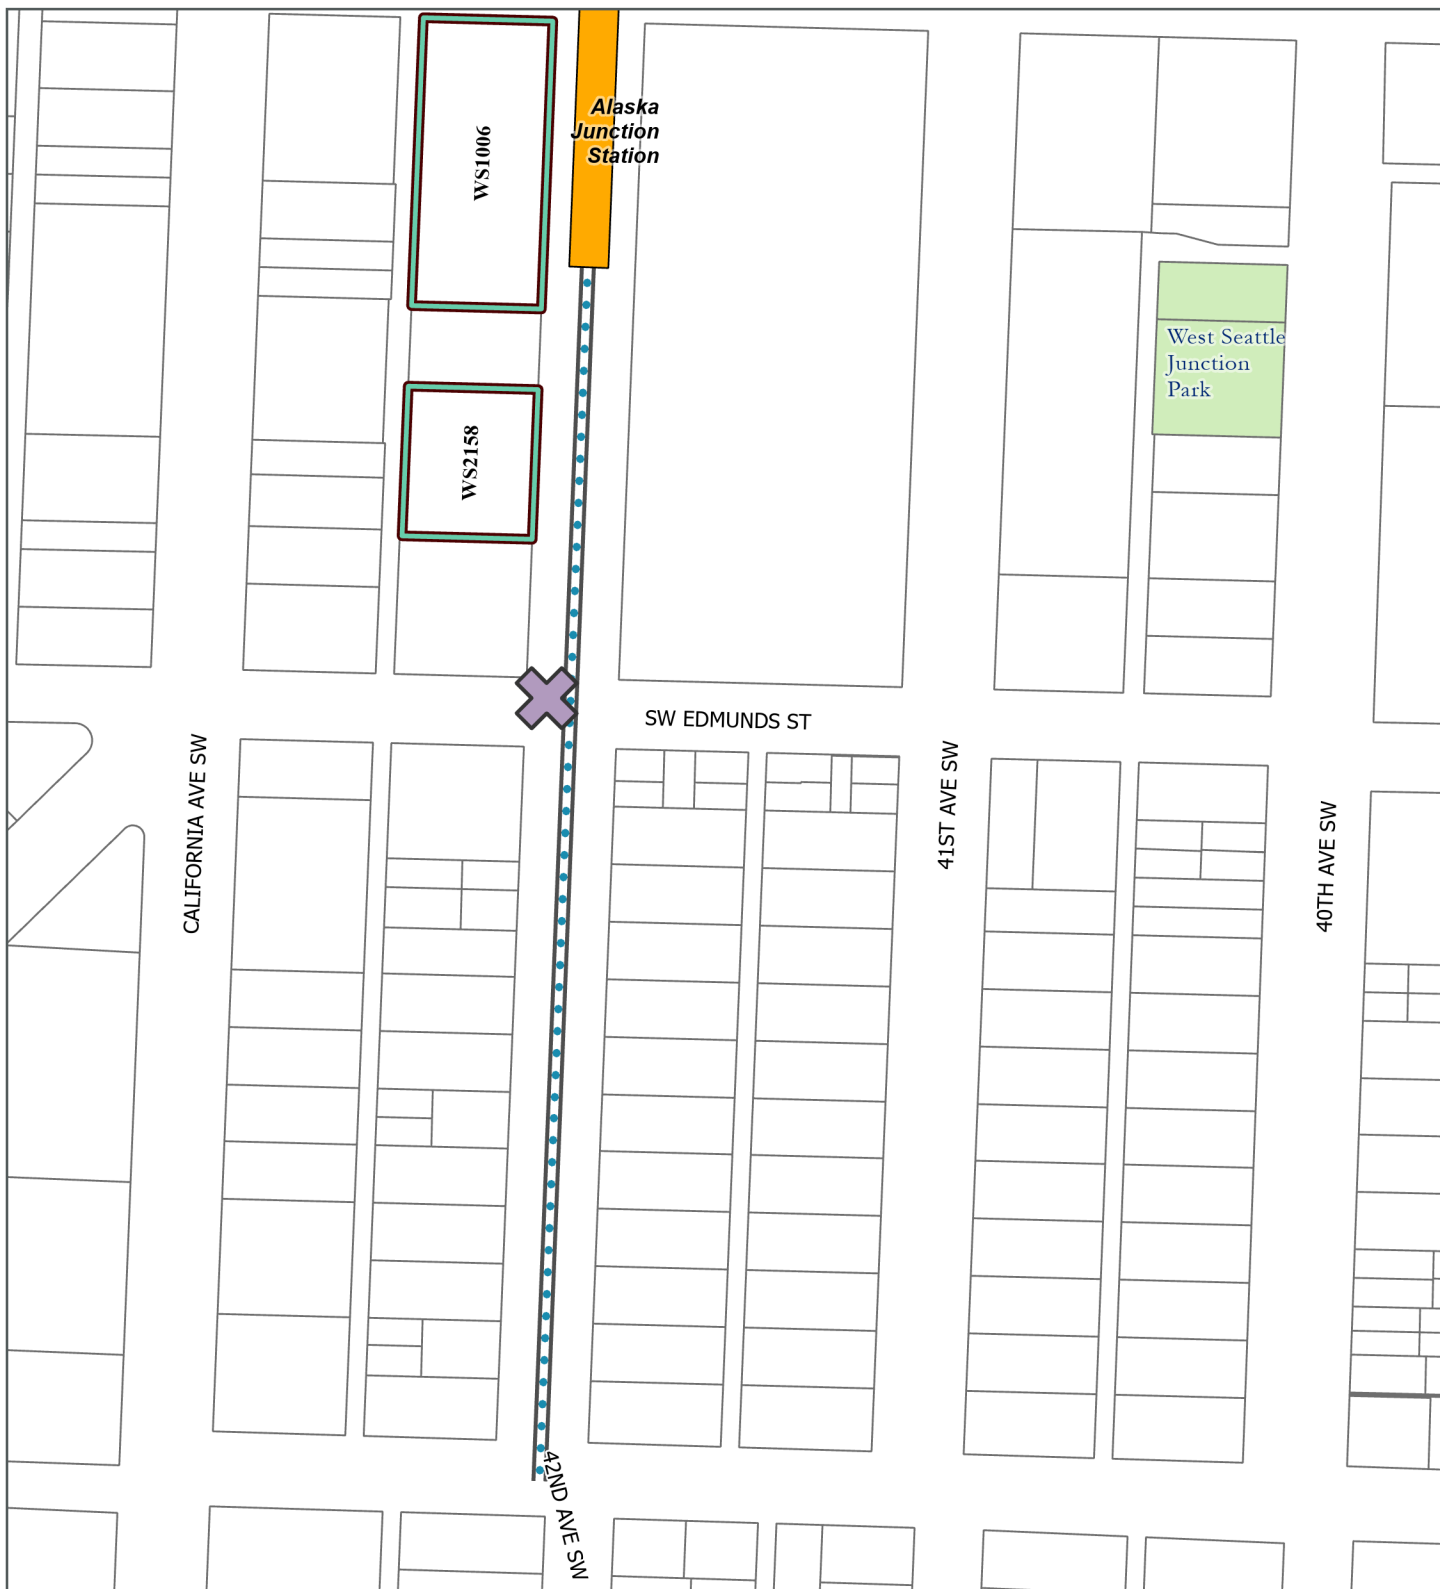 WS1006
Alaska
Junction
Station
West Seattle
Junction
Park
WS2158
SW EDMUNDS ST
CALIFORNIA AVE SW
41ST AVE SW
40TH AVE SW
42ND AVE SW